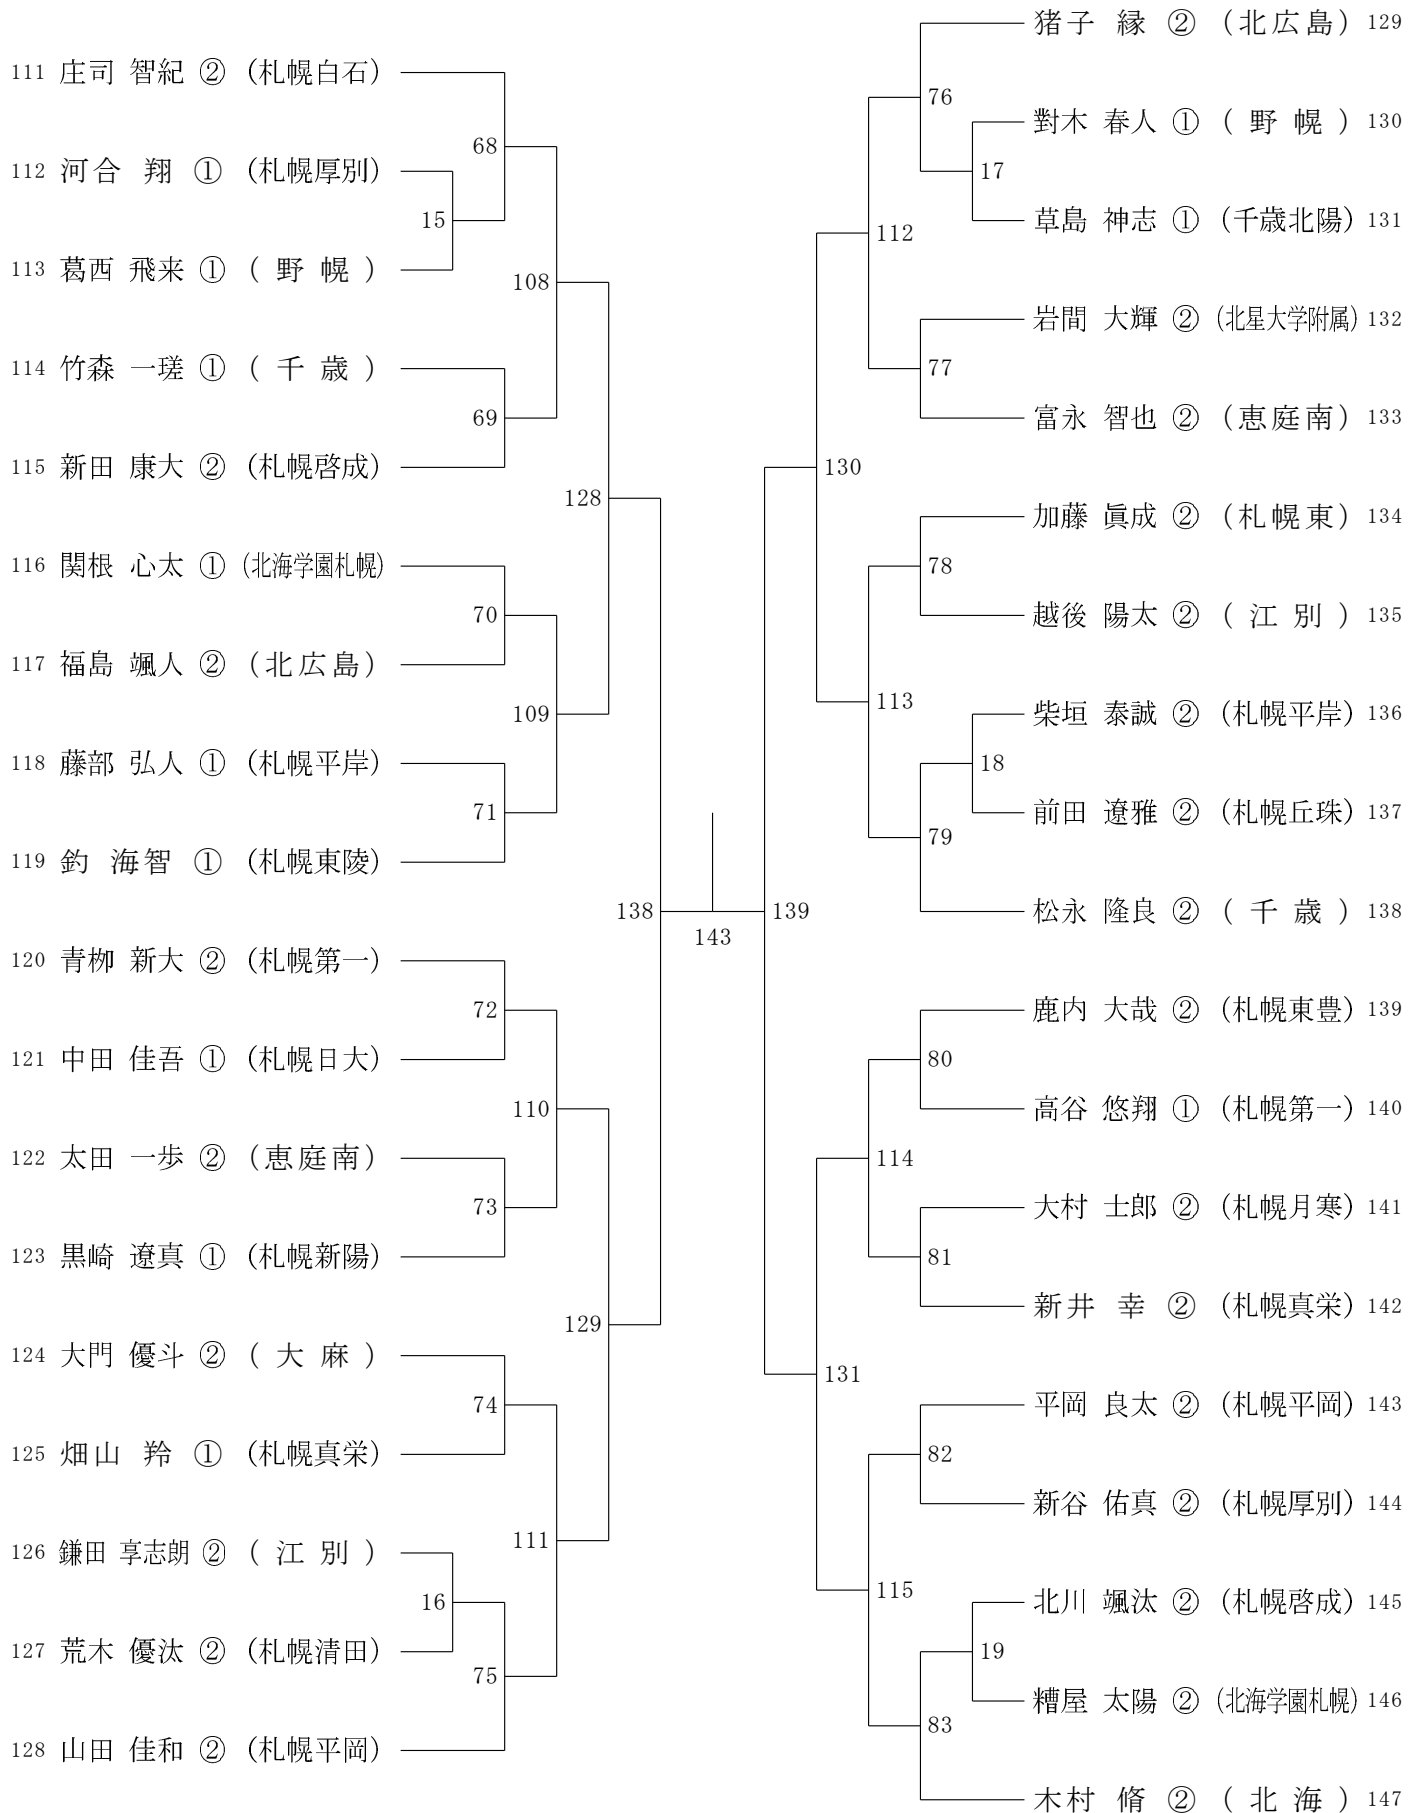 111 庄司 智紀 ② (札幌白石)
112 河合 翔 ① (札幌厚別)
113 葛西 飛来 ① (野幌)
114 竹森 一瑳 ① (千歳)
115 新田 康大 ② (札幌啓成)
116 関根 心太 ① (北海学園札幌)
117 福島 颯人 ② (北広島)
118 藤部 弘人 ① (札幌平岸)
119 釣 海智 ① (札幌東陵)
120 青栁 新大 ② (札幌第一)
121 中田 佳吾 ① (札幌日大)
122 太田 一歩 ② (恵庭南)
123 黒崎 遼真 ① (札幌新陽)
124 大門 優斗 ② (大麻)
125 畑山 羚 ① (札幌真栄)
126 鎌田 享志朗 ② (江別)
127 荒木 優汰 ② (札幌清田)
128 山田 佳和 ② (札幌平岡)
15
16
68
69
70
71
72
73
74
75
108
109
110
111
128
129
138
143
139
130
131
112
113
114
115
76
77
78
79
80
81
82
83
17
18
19
猪子 縁 ② (北広島) 129
對木 春人 ① (野幌) 130
草島 神志 ① (千歳北陽) 131
岩間 大輝 ② (北星大学附属) 132
富永 智也 ② (恵庭南) 133
加藤 眞成 ② (札幌東) 134
越後 陽太 ② (江別) 135
柴垣 泰誠 ② (札幌平岸) 136
前田 遼雅 ② (札幌丘珠) 137
松永 隆良 ② (千歳) 138
鹿内 大哉 ② (札幌東豊) 139
高谷 悠翔 ① (札幌第一) 140
大村 士郎 ② (札幌月寒) 141
新井 幸 ② (札幌真栄) 142
平岡 良太 ② (札幌平岡) 143
新谷 佑真 ② (札幌厚別) 144
北川 颯汰 ② (札幌啓成) 145
糟屋 太陽 ② (北海学園札幌) 146
木村 脩 ② (北海) 147